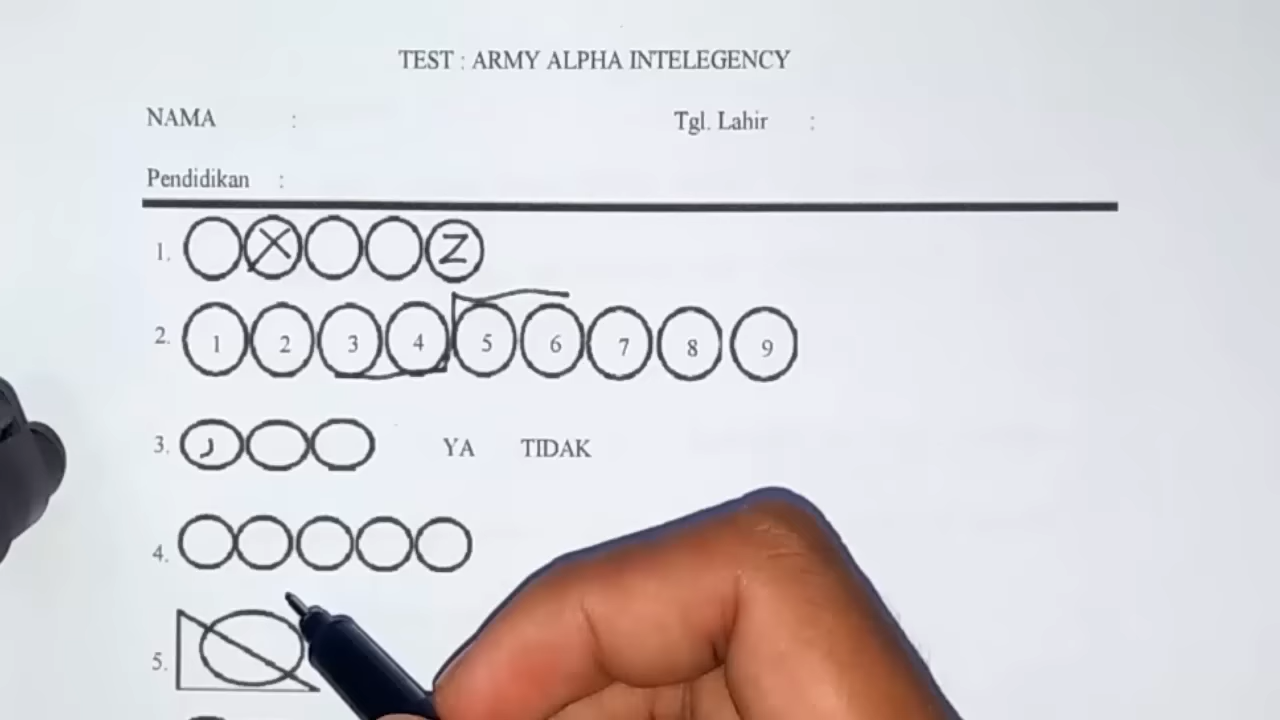 TEST : ARMY ALPHA INTELEGENCY
NAMA :
Tgl. Lahir :
Pendidikan :
1. X Z
2. 1 2 3 4 5 6 7 8 9
3. YA TIDAK
4.
5.